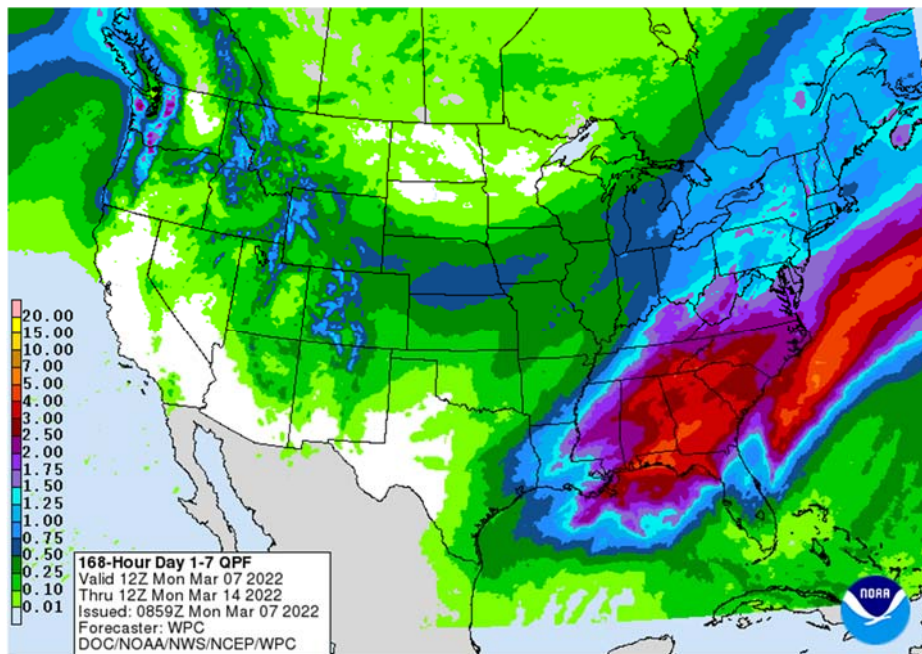 20.00
15.00
10.00
7.00
5.00
4.00
3.00
2.50
2.00
1.75
1.50
1.25
1.00
0.75
0.50
0.25
0.10
0.01
168-Hour Day 1-7 QPF
Valid 12Z Mon Mar 07 2022
Thru 12Z Mon Mar 14 2022
Issued: 0859Z Mon Mar 07 2022
Forecaster: WPC
DOC/NOAA/NWS/NCEP/WPC
NOAA